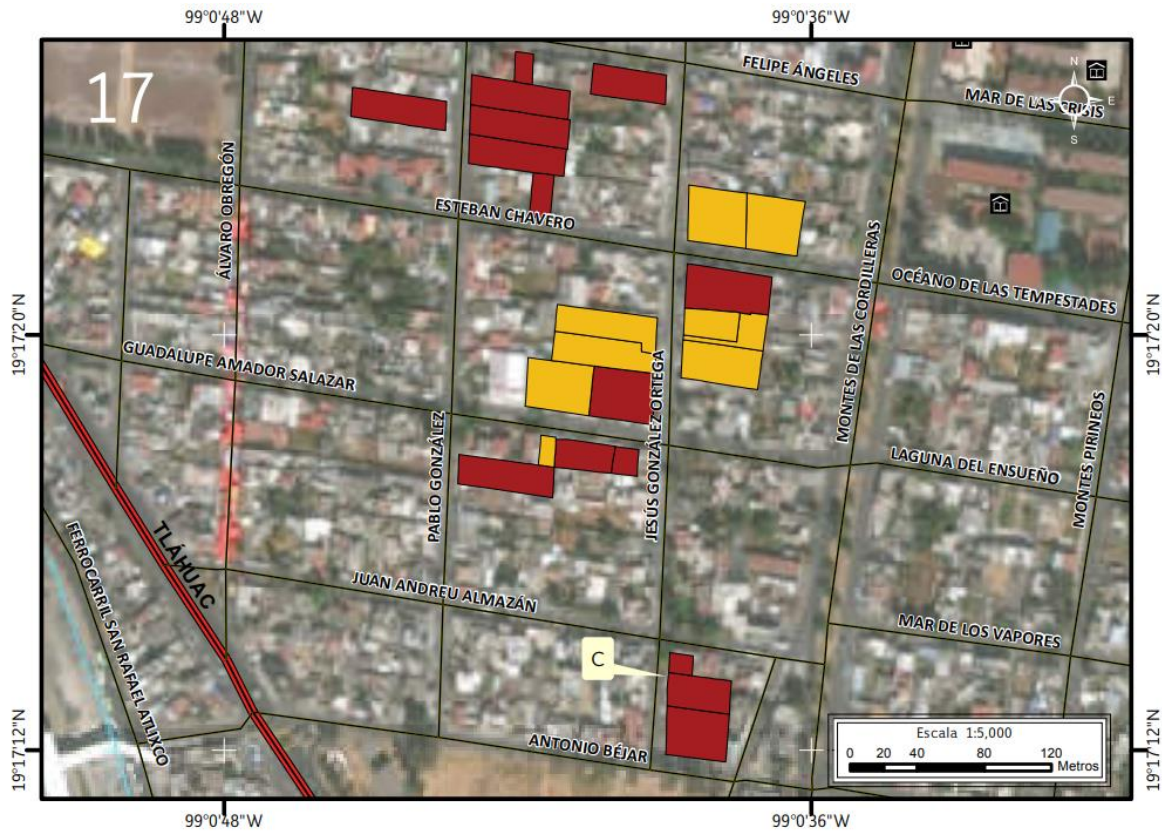 99°0'48"W
99°0'36"W
17
FELIPE ÁNGELES
MAR DE LAS CRISIS
N
E
S
ÁLVARO OBREGÓN
ESTEBAN CHAVERO
MONTES DE LAS CORDILLERAS
OCÉANO DE LAS TEMPESTADES
19°17'20"N
19°17'20"N
GUADALUPE AMADOR SALAZAR
JESÚS GONZÁLEZ ORTEGA
MONTES PIRINEOS
PABLO GONZÁLEZ
LAGUNA DEL ENSUEÑO
TLÁHUAC
FERROCARRIL SAN RAFAEL ATLIXCO
JUAN ANDREU ALMAZÁN
MAR DE LOS VAPORES
C
ANTONIO BÉJAR
Escala 1:5,000
0 20 40 80 120
Metros
19°17'12"N
19°17'12"N
99°0'48"W
99°0'36"W